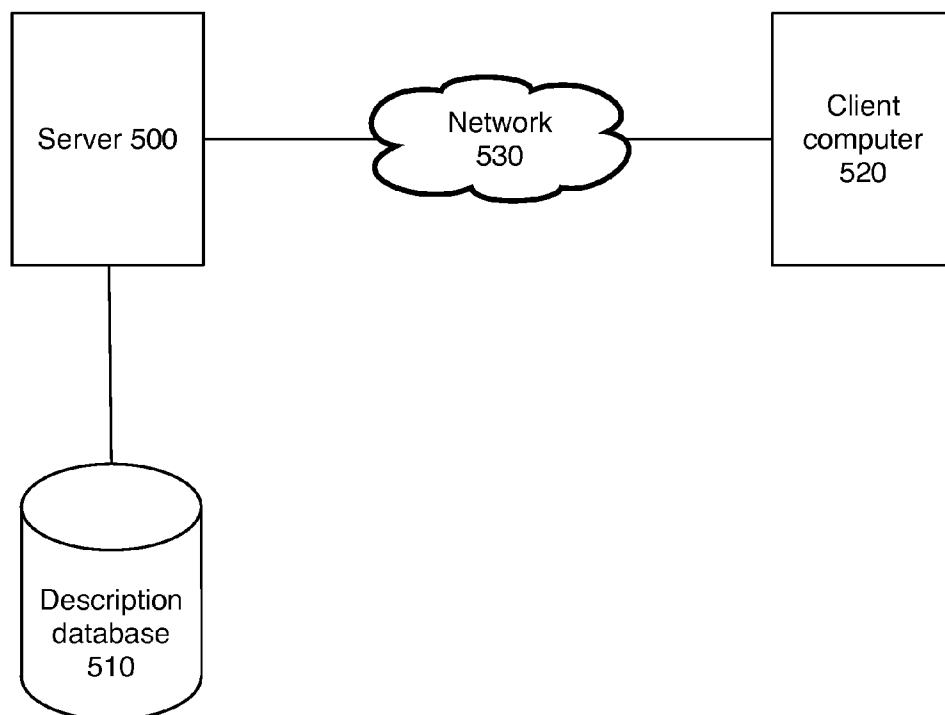 Server 500
Network
530
Client
computer
520
Description
database
510